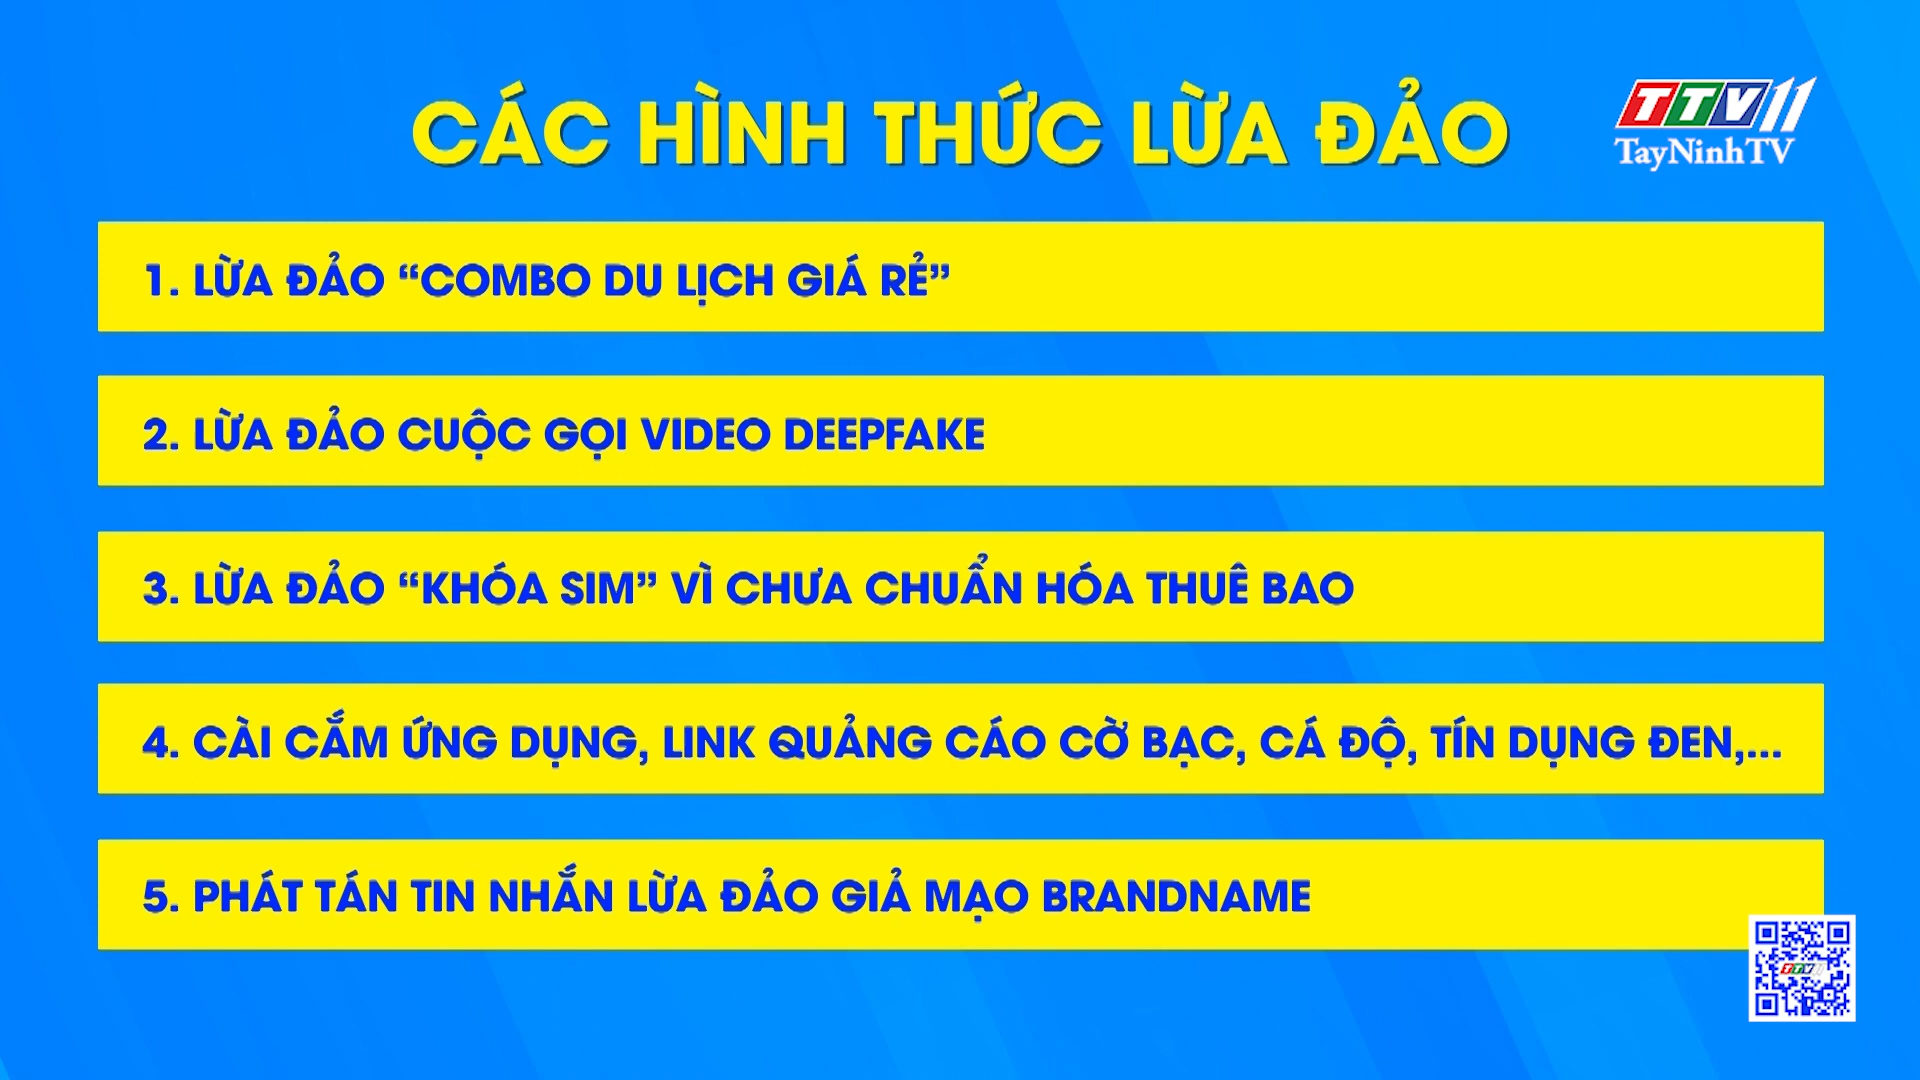 CÁC HÌNH THỨC LỪA ĐẢO
TTV11
TayNinhTV
1. LỪA ĐẢO “COMBO DU LỊCH GIÁ RẺ”
2. LỪA ĐẢO CUỘC GỌI VIDEO DEEPFAKE
3. LỪA ĐẢO “KHÓA SIM” VÌ CHƯA CHUẨN HÓA THUÊ BAO
4. CÀI CẮM ỨNG DỤNG, LINK QUẢNG CÁO CỜ BẠC, CÁ ĐỘ, TÍN DỤNG ĐEN,...
5. PHÁT TÁN TIN NHẮN LỪA ĐẢO GIẢ MẠO BRANDNAME
TTV11